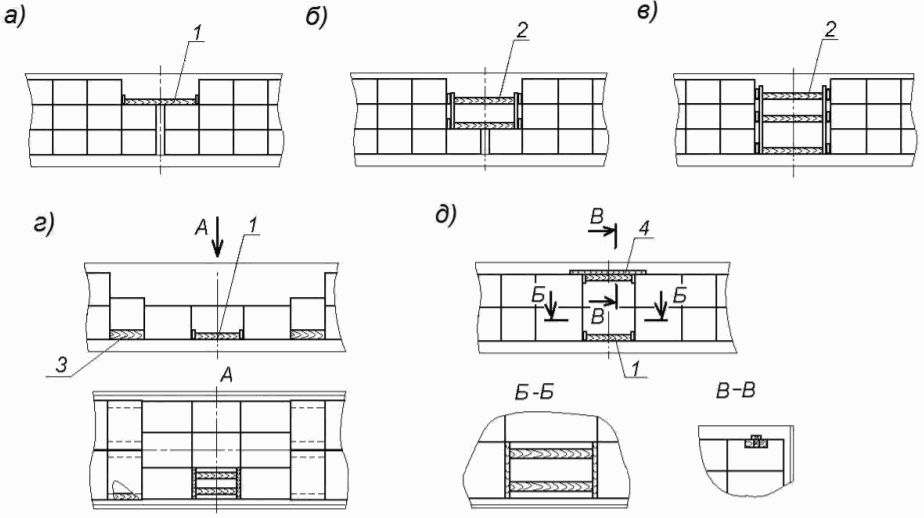 а) б) в)
1 2 2
г) А 1 д) В 4
Б В Б
3 А 1
Б-Б В-В